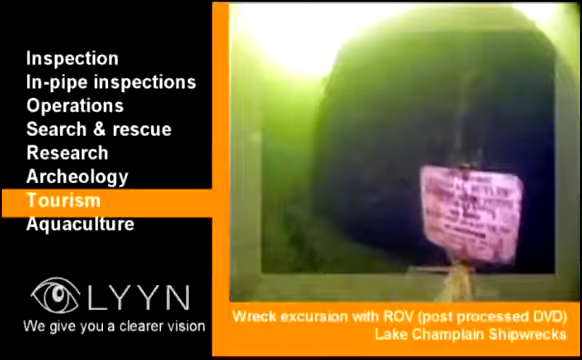 Inspection
In-pipe inspections
Operations
Search & rescue
Research
Archeology
Tourism
Aquaculture
LYYN
We give you a clearer vision
Wreck excursion with ROV (post processed DVD)
Lake Champlain Shipwrecks